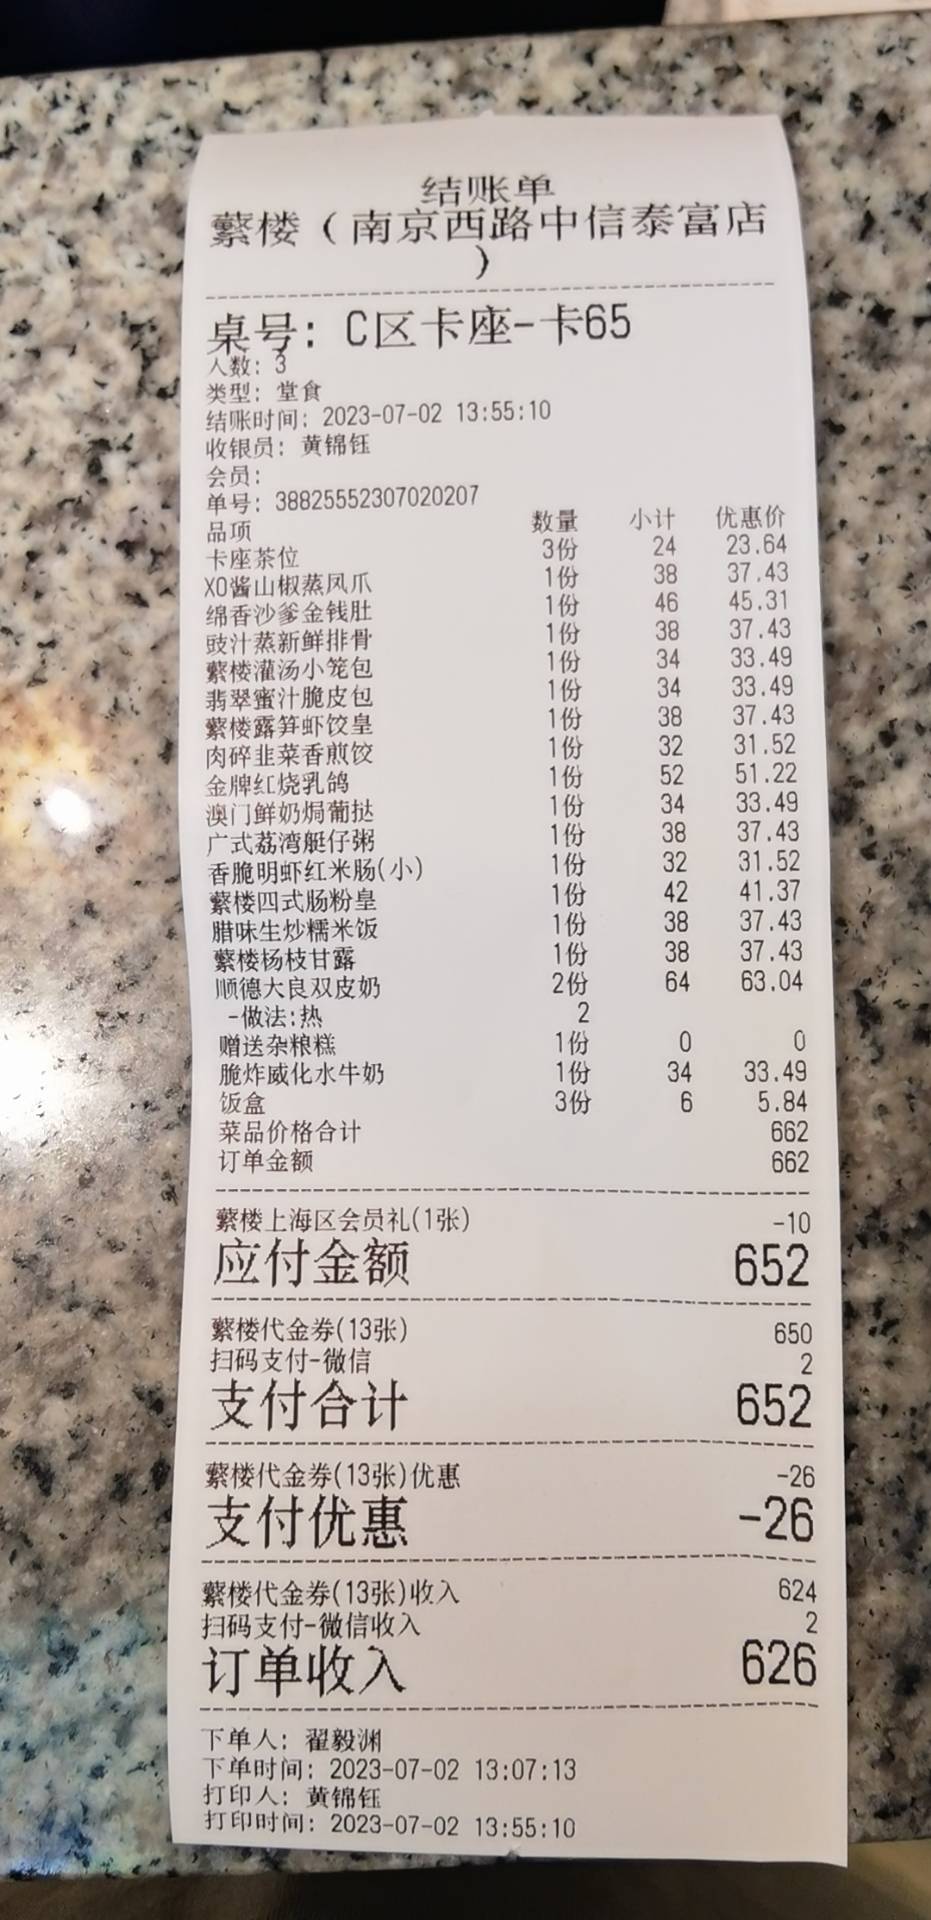 结账单
蘩楼（南京西路中信泰富店
）
桌号：C区卡座-卡65
人数：3
类型：堂食
结账时间：2023-07-02 13:55:10
收银员：黄锦钰
会员：
单号：38825552307020207
品项 数量 小计 优惠价
卡座茶位 3份 24 23.64
XO酱山椒蒸凤爪 1份 38 37.43
绵香沙爹金钱肚 1份 46 45.31
豉汁蒸新鲜排骨 1份 38 37.43
蘩楼灌汤小笼包 1份 34 33.49
翡翠蜜汁脆皮包 1份 34 33.49
蘩楼露笋虾饺皇 1份 38 37.43
肉碎韭菜香煎饺 1份 32 31.52
金牌红烧乳鸽 1份 52 51.22
澳门鲜奶焗葡挞 1份 34 33.49
广式荔湾艇仔粥 1份 38 37.43
香脆明虾红米肠(小) 1份 32 31.52
蘩楼四式肠粉皇 1份 42 41.37
腊味生炒糯米饭 1份 38 37.43
蘩楼杨枝甘露 1份 38 37.43
顺德大良双皮奶 2份 64 63.04
-做法:热 2
赠送杂粮糕 1份 0 0
脆炸威化水牛奶 1份 34 33.49
饭盒 3份 6 5.84
菜品价格合计 662
订单金额 662
蘩楼上海区会员礼(1张) -10
应付金额 652
蘩楼代金券(13张) 650
扫码支付-微信 2
支付合计 652
蘩楼代金券(13张)优惠 -26
支付优惠 -26
蘩楼代金券(13张)收入 624
扫码支付-微信收入 2
订单收入 626
下单人：翟毅渊
下单时间：2023-07-02 13:07:13
打印人：黄锦钰
打印时间：2023-07-02 13:55:10